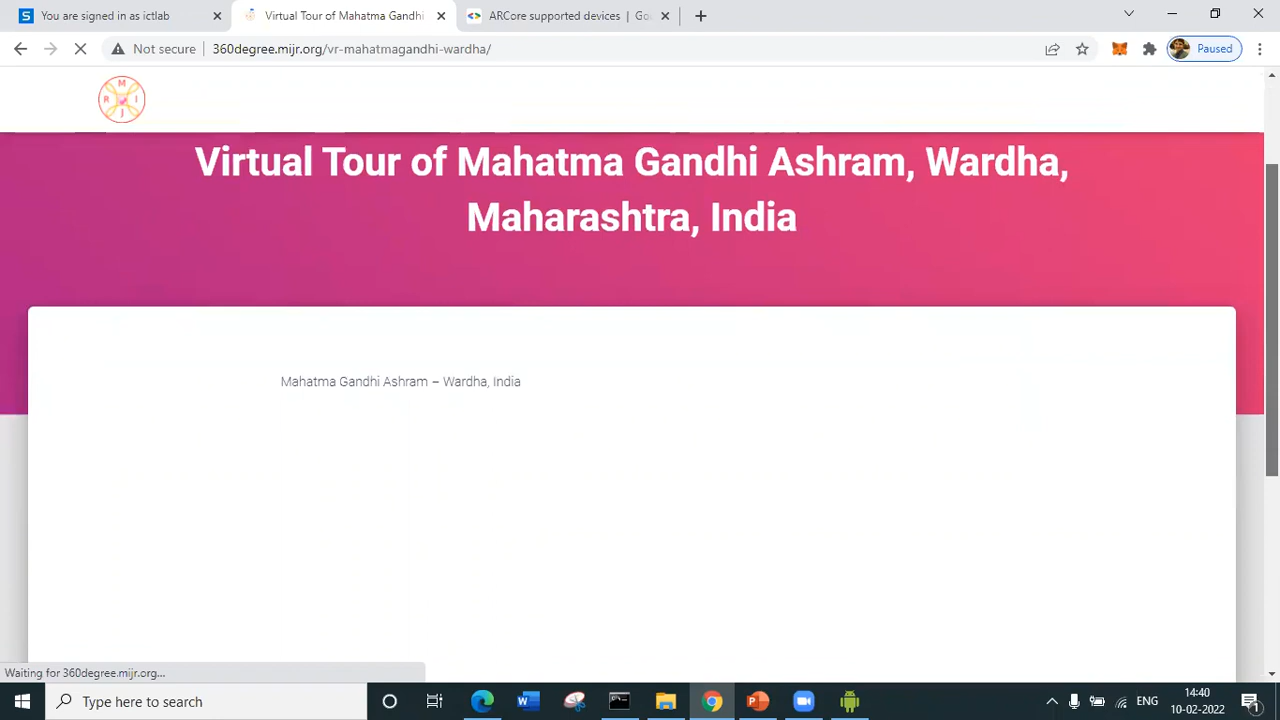 You are signed as ictlab
Virtual Tour of Mahatma Gandhi
ARCore supported devices | Go
Not secure
360degree.mijr.org/vr-mahatmagandhi-wardha/
Paused
M
R I
J
Virtual Tour of Mahatma Gandhi Ashram, Wardha,
Maharashtra, India
Mahatma Gandhi Ashram – Wardha, India
Waiting for 360degree.mijr.org...
Type here to search
ENG
14:40
10-02-2022
1